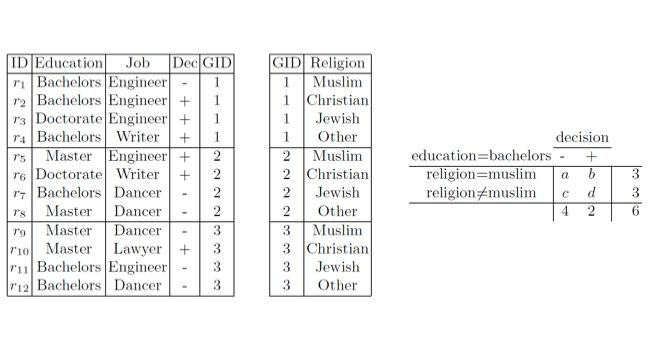 ID Education Job Dec GID
r1 Bachelors Engineer - 1
r2 Bachelors Engineer + 1
r3 Doctorate Engineer + 1
r4 Bachelors Writer + 1
r5 Master Engineer + 2
r6 Doctorate Writer + 2
r7 Bachelors Dancer - 2
r8 Master Dancer - 2
r9 Master Dancer - 3
r10 Master Lawyer + 3
r11 Bachelors Engineer - 3
r12 Bachelors Dancer - 3
GID Religion
1 Muslim
1 Christian
1 Jewish
1 Other
2 Muslim
2 Christian
2 Jewish
2 Other
3 Muslim
3 Christian
3 Jewish
3 Other
decision
education=bachelors - +
religion=muslim a b 3
religion≠muslim c d 3
4 2 6